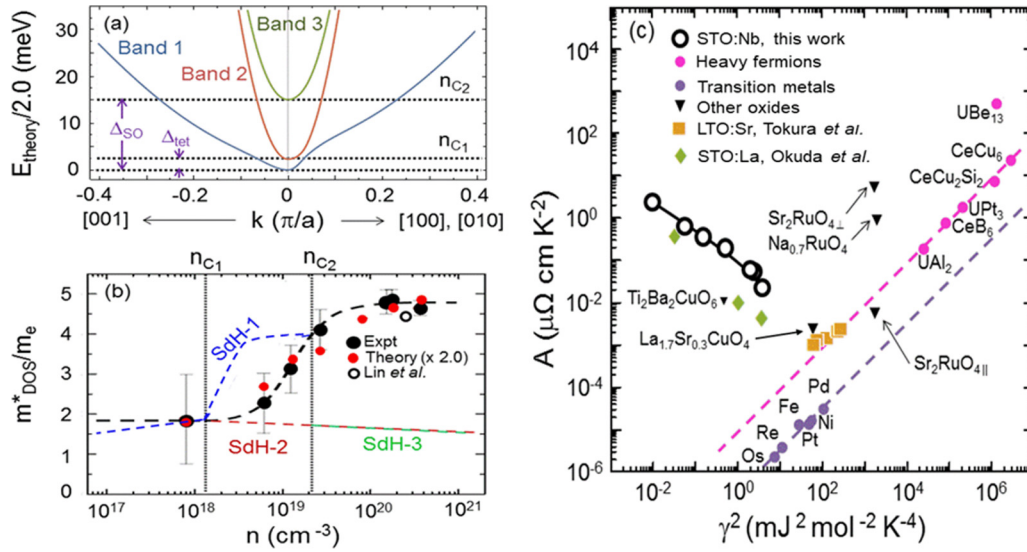 (a)
Band 1
Band 3
Band 2
n_C2
n_C1
Δ_SO
Δ_tet
E_theory/2.0 (meV)
30
20
10
0
-0.4
-0.2
0
0.2
0.4
[001]
k (π/a)
[100], [010]
n_C1
n_C2
(b)
SdH-1
Expt
Theory (x 2.0)
Lin et al.
SdH-2
SdH-3
m*_DOS/m_e
5
4
3
2
1
0
10^17
10^18
10^19
10^20
10^21
n (cm^-3)
(c)
STO:Nb, this work
Heavy fermions
Transition metals
Other oxides
LTO:Sr, Tokura et al.
STO:La, Okuda et al.
UBe13
CeCu6
CeCu2Si2
UPt3
CeB6
UAl2
Sr2RuO4⊥
Na0.7RuO4
Ti2Ba2CuO6
La1.7Sr0.3CuO4
Sr2RuO4||
Pd
Fe
Ni
Pt
Re
Os
A (μΩ cm K^-2)
10^4
10^2
10^0
10^-2
10^-4
10^-6
10^-2
10^0
10^2
10^4
10^6
γ^2 (mJ^2 mol^-2 K^-4)